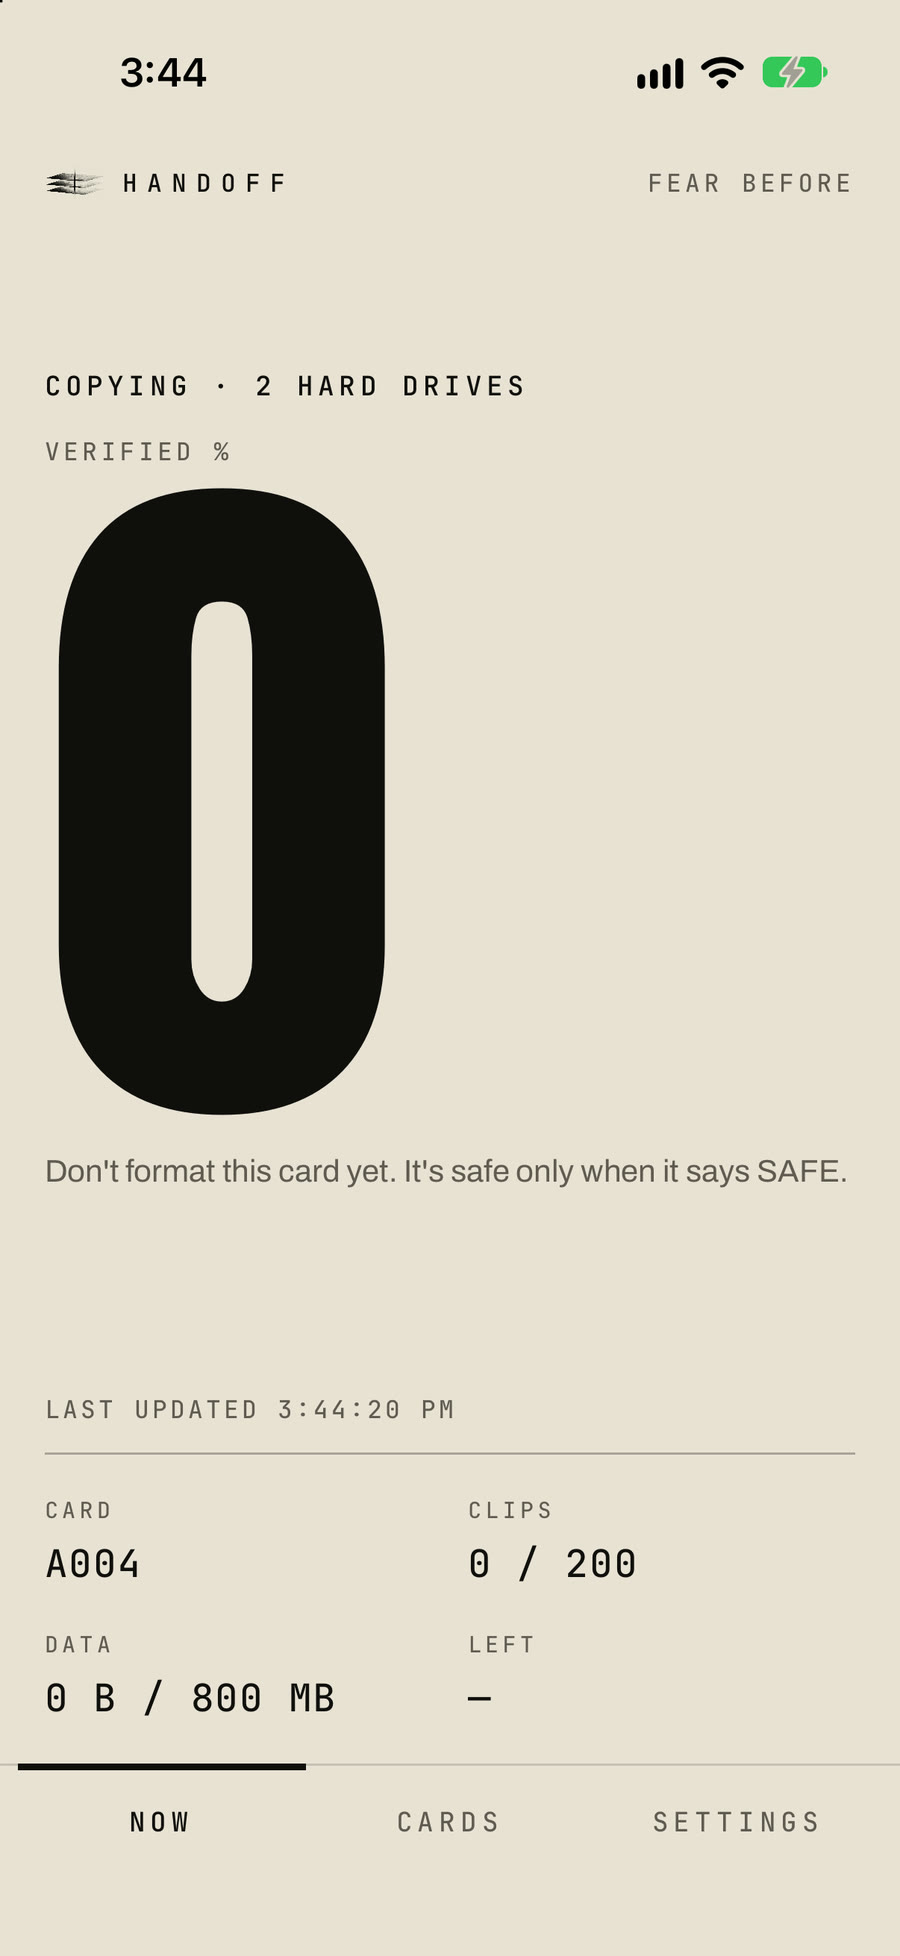 3:44
HANDOFF
FEAR BEFORE
COPYING · 2 HARD DRIVES
VERIFIED %
0
Don't format this card yet. It's safe only when it says SAFE.
LAST UPDATED 3:44:20 PM
CARD
CLIPS
A004
0 / 200
DATA
LEFT
0 B / 800 MB
—
NOW
CARDS
SETTINGS